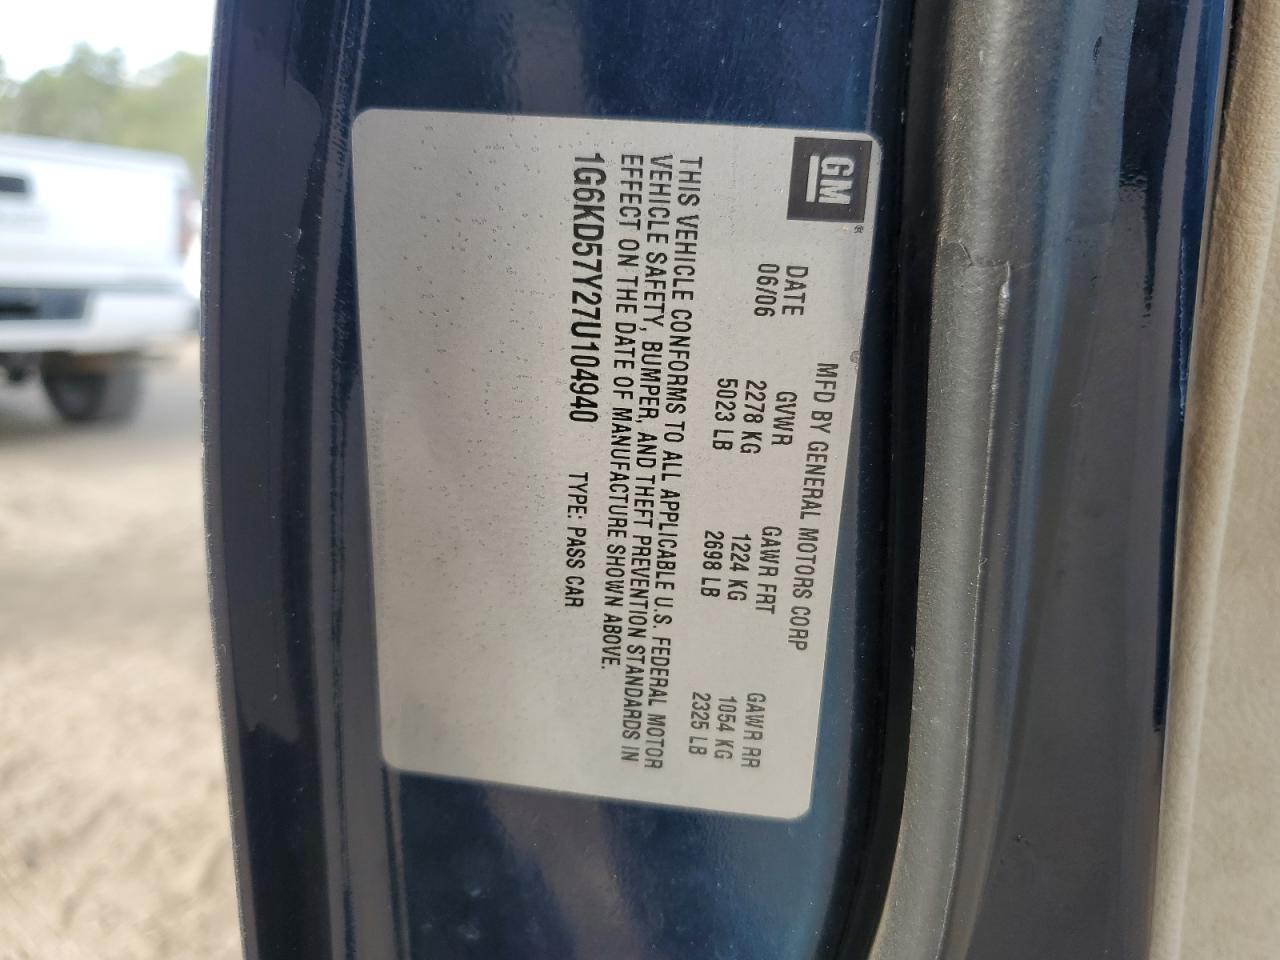 GM®
MFD BY GENERAL MOTORS CORP
DATE GVWR GAWR FRT GAWR RR
06/06 2278 KG 1224 KG 1054 KG
5023 LB 2698 LB 2325 LB
THIS VEHICLE CONFORMS TO ALL APPLICABLE U.S. FEDERAL MOTOR
VEHICLE SAFETY, BUMPER, AND THEFT PREVENTION STANDARDS IN
EFFECT ON THE DATE OF MANUFACTURE SHOWN ABOVE.
1G6KD57Y27U104940 TYPE: PASS CAR